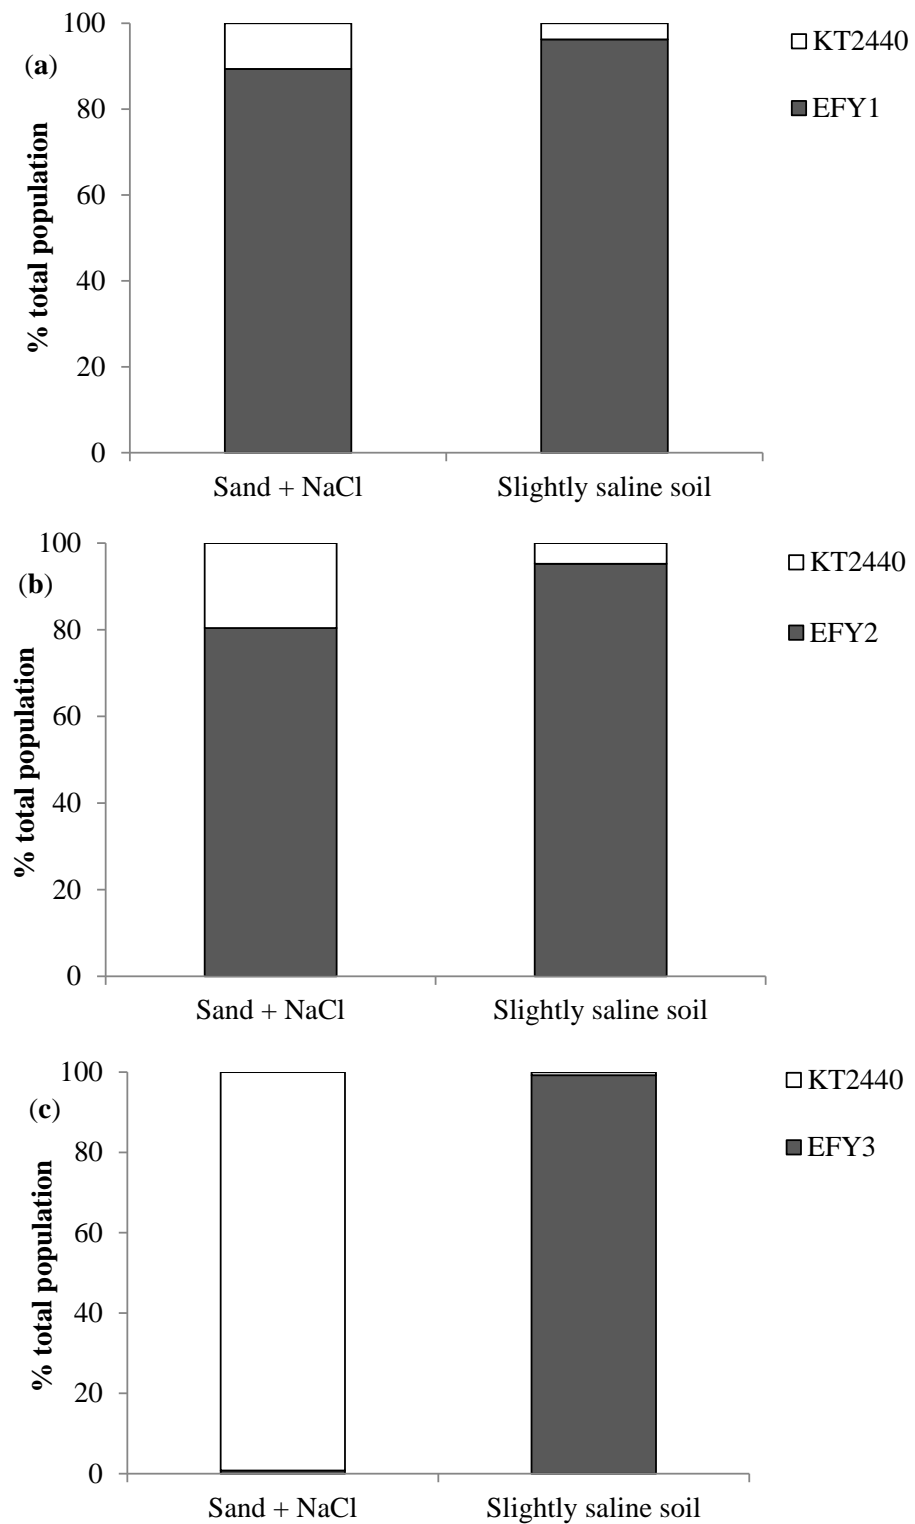 (a)
% total population
100
80
60
40
20
0
Sand + NaCl
Slightly saline soil
KT2440
EFY1
(b)
% total population
100
80
60
40
20
0
Sand + NaCl
Slightly saline soil
KT2440
EFY2
(c)
% total population
100
80
60
40
20
0
Sand + NaCl
Slightly saline soil
KT2440
EFY3